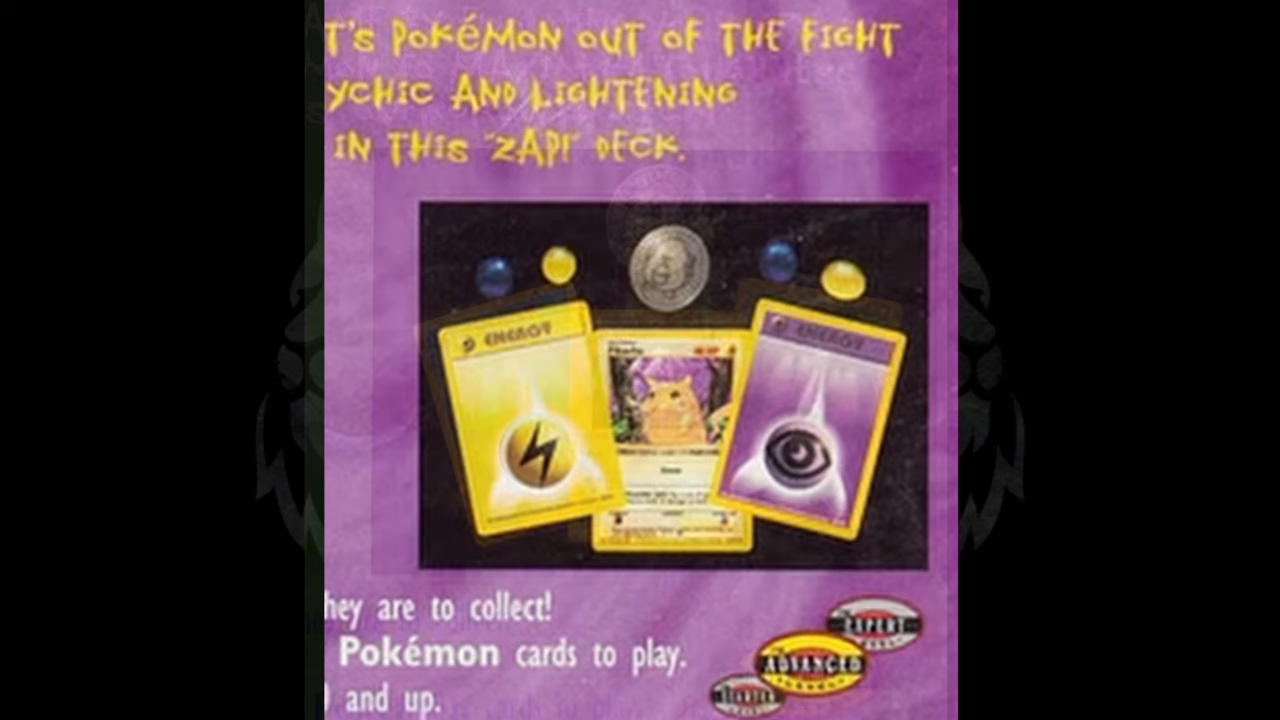 T'S POKéMON OUT OF THE FIGHT
YCHIC AND LIGHTENING
IN THIS "ZAP!" DECK.
ENERGY
ENERGY
Pikachu
hey are to collect!
Pokémon cards to play.
and up.
EXPERT
ADVANCED
STARTER